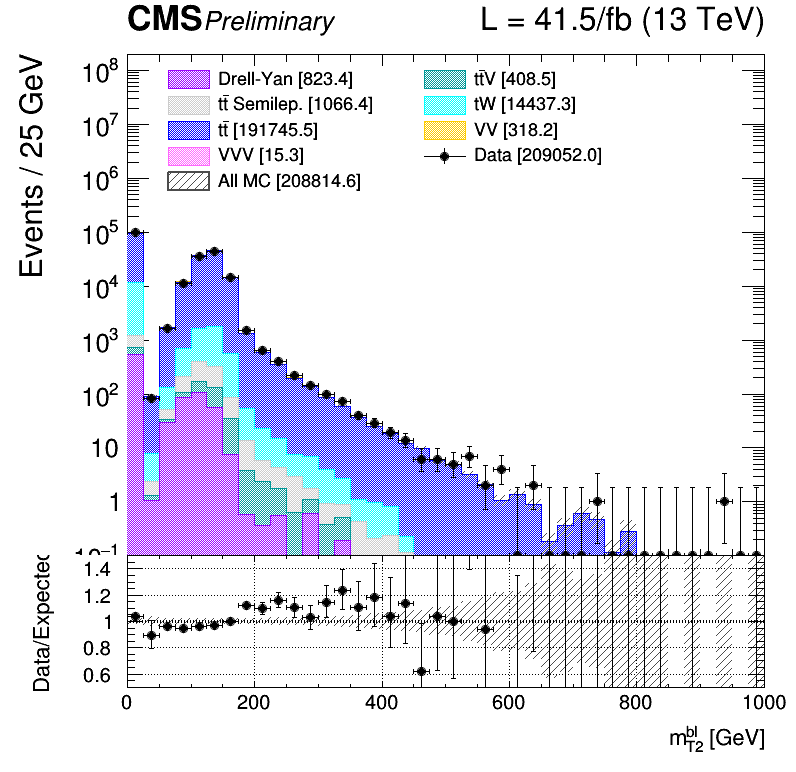 CMS Preliminary L = 41.5/fb (13 TeV)
Events / 25 GeV
10⁸
10⁷
10⁶
10⁵
10⁴
10³
10²
10
1
10⁻¹
Drell-Yan [823.4]
tt̄ Semilep. [1066.4]
tt̄ [191745.5]
VVV [15.3]
All MC [208814.6]
tt̄V [408.5]
tW [14437.3]
VV [318.2]
Data [209052.0]
Data/Expected
1.4
1.2
1
0.8
0.6
0 200 400 600 800 1000
m_{T2}^{bl} [GeV]